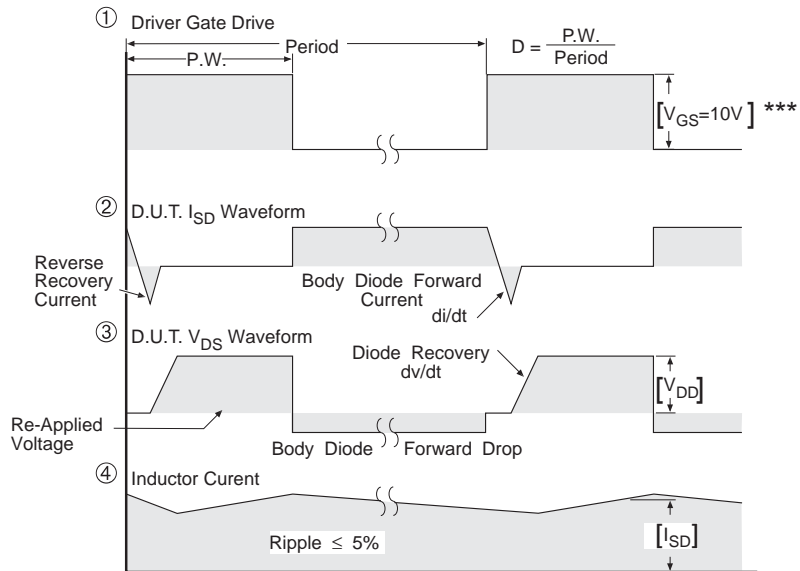 ① Driver Gate Drive
Period
P.W.
D = P.W. / Period
[VGS=10V] ***
② D.U.T. ISD Waveform
Reverse
Recovery
Current
Body Diode Forward
Current
di/dt
③ D.U.T. VDS Waveform
Diode Recovery
dv/dt
[VDD]
Re-Applied
Voltage
Body Diode Forward Drop
④ Inductor Curent
Ripple ≤ 5%
[ISD]